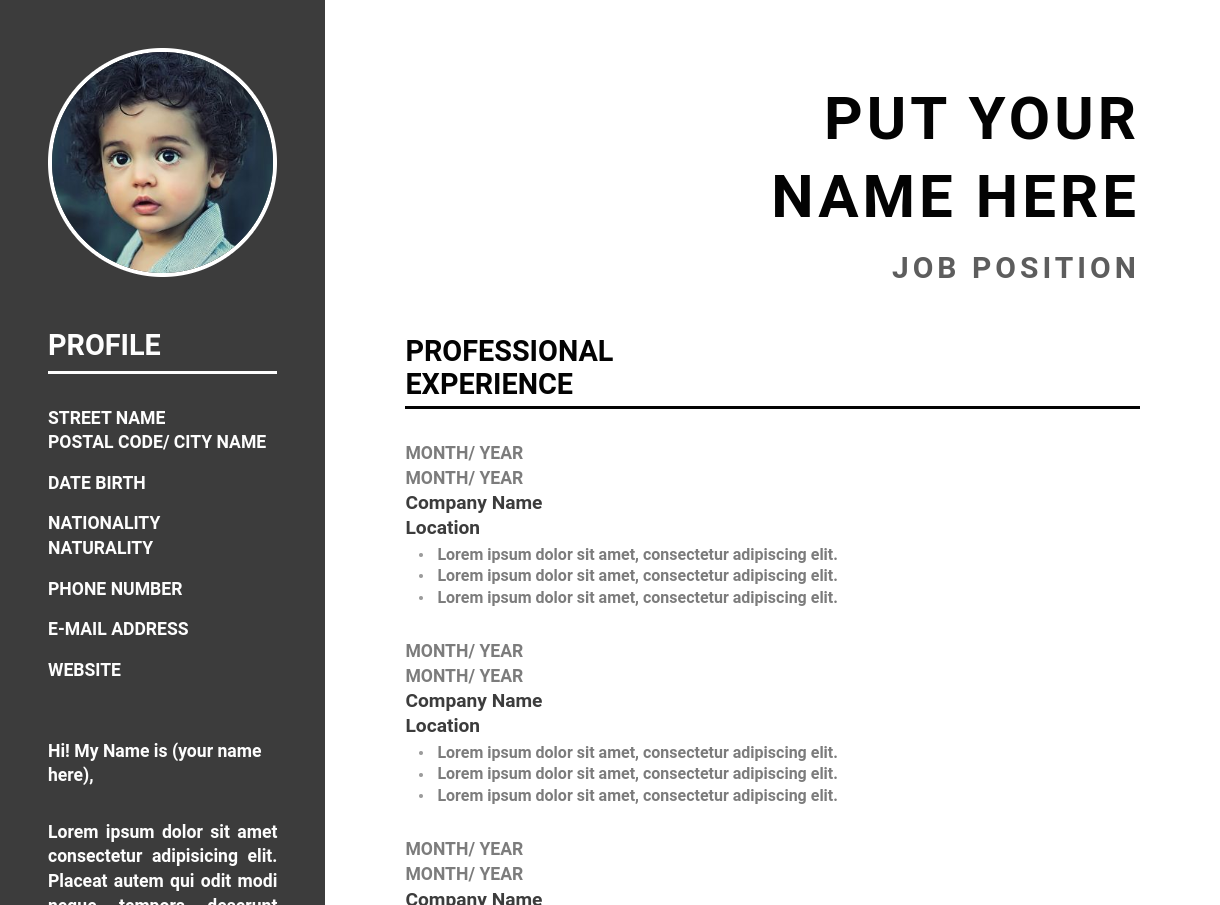 PROFILE
STREET NAME
POSTAL CODE/ CITY NAME
DATE BIRTH
NATIONALITY
NATURALITY
PHONE NUMBER
E-MAIL ADDRESS
WEBSITE
Hi! My Name is (your name
here),
Lorem ipsum dolor sit amet
consectetur adipisicing elit.
Placeat autem qui odit modi
neque tempora deserunt
PUT YOUR
NAME HERE
JOB POSITION
PROFESSIONAL
EXPERIENCE
MONTH/ YEAR
MONTH/ YEAR
Company Name
Location
• Lorem ipsum dolor sit amet, consectetur adipiscing elit.
• Lorem ipsum dolor sit amet, consectetur adipiscing elit.
• Lorem ipsum dolor sit amet, consectetur adipiscing elit.
MONTH/ YEAR
MONTH/ YEAR
Company Name
Location
• Lorem ipsum dolor sit amet, consectetur adipiscing elit.
• Lorem ipsum dolor sit amet, consectetur adipiscing elit.
• Lorem ipsum dolor sit amet, consectetur adipiscing elit.
MONTH/ YEAR
MONTH/ YEAR
Company Name